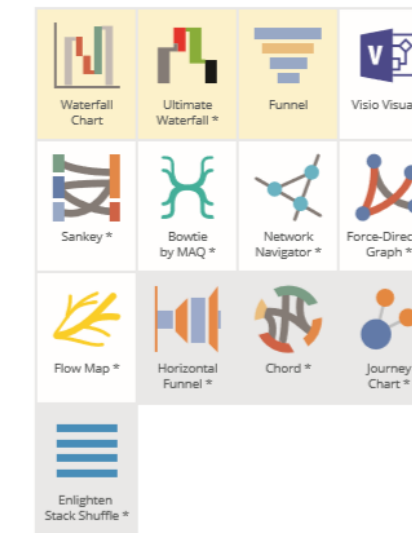 Waterfall
Chart
Ultimate
Waterfall *
Funnel
V
Visio Visua
Sankey *
Bowtie
by MAQ *
Network
Navigator *
Force-Direc
Graph *
Flow Map *
Horizontal
Funnel *
Chord *
Journey
Chart *
Enlighten
Stack Shuffle *